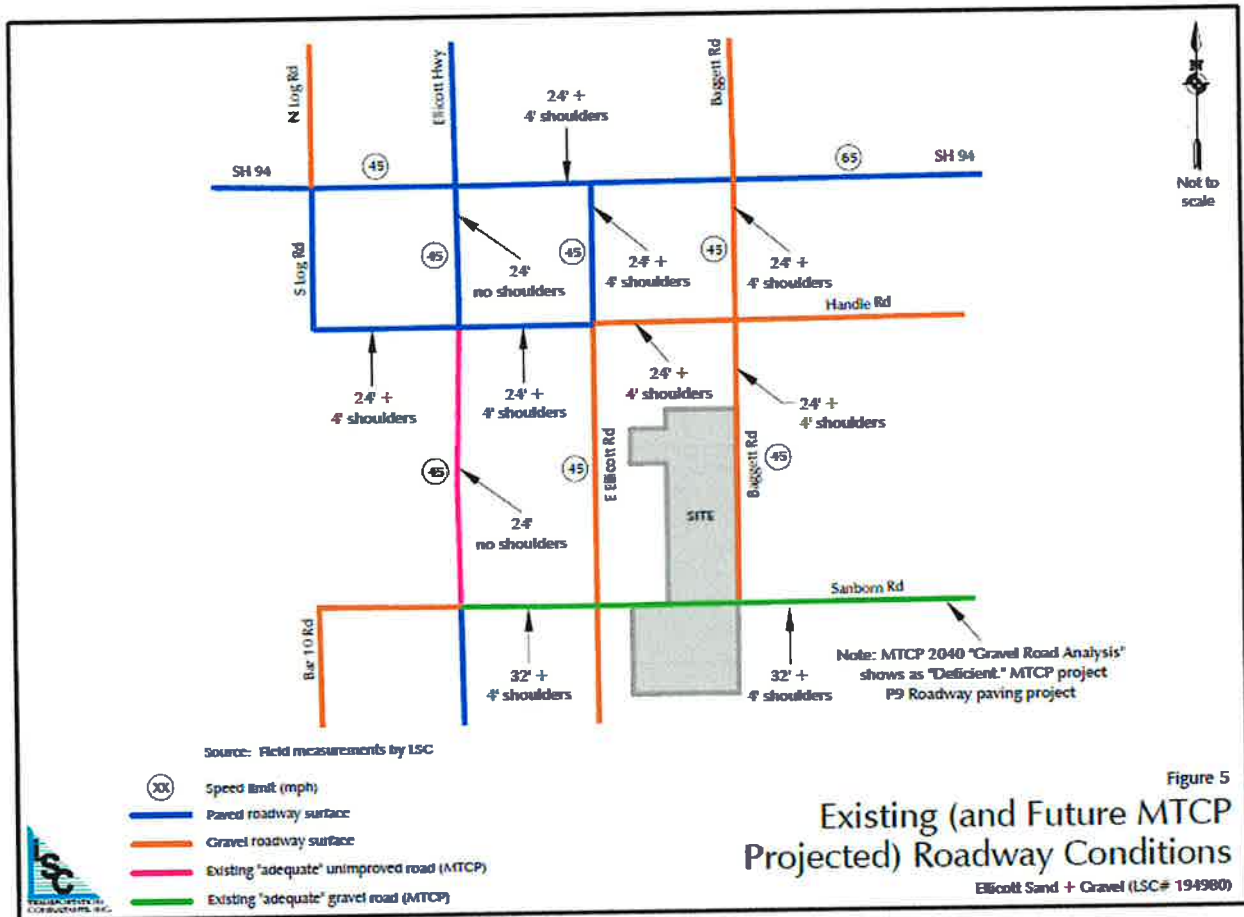 N Log Rd
Ellicott Hwy
Baggett Rd
24' +
4' shoulders
SH 94
45
65
SH 94
Not to
scale
S Log Rd
45
24'
no shoulders
45
24' +
4' shoulders
45
24' +
4' shoulders
Handle Rd
24' +
4' shoulders
24' +
4' shoulders
24' +
4' shoulders
24' +
4' shoulders
45
24'
no shoulders
45
E Ellicott Rd
SITE
Baggett Rd
45
Sanborn Rd
Bar 10 Rd
32' +
4' shoulders
32' +
4' shoulders
Note: MTCP 2040 "Gravel Road Analysis"
shows as "Deficient." MTCP project
P9 Roadway paving project
Source: Field measurements by LSC
XX Speed limit (mph)
Paved roadway surface
Gravel roadway surface
Existing "adequate" unimproved road (MTCP)
Existing "adequate" gravel road (MTCP)
LSC
TRANSPORTATION
CONSULTANTS, INC.
Figure 5
Existing (and Future MTCP
Projected) Roadway Conditions
Ellicott Sand + Gravel (LSC# 194980)